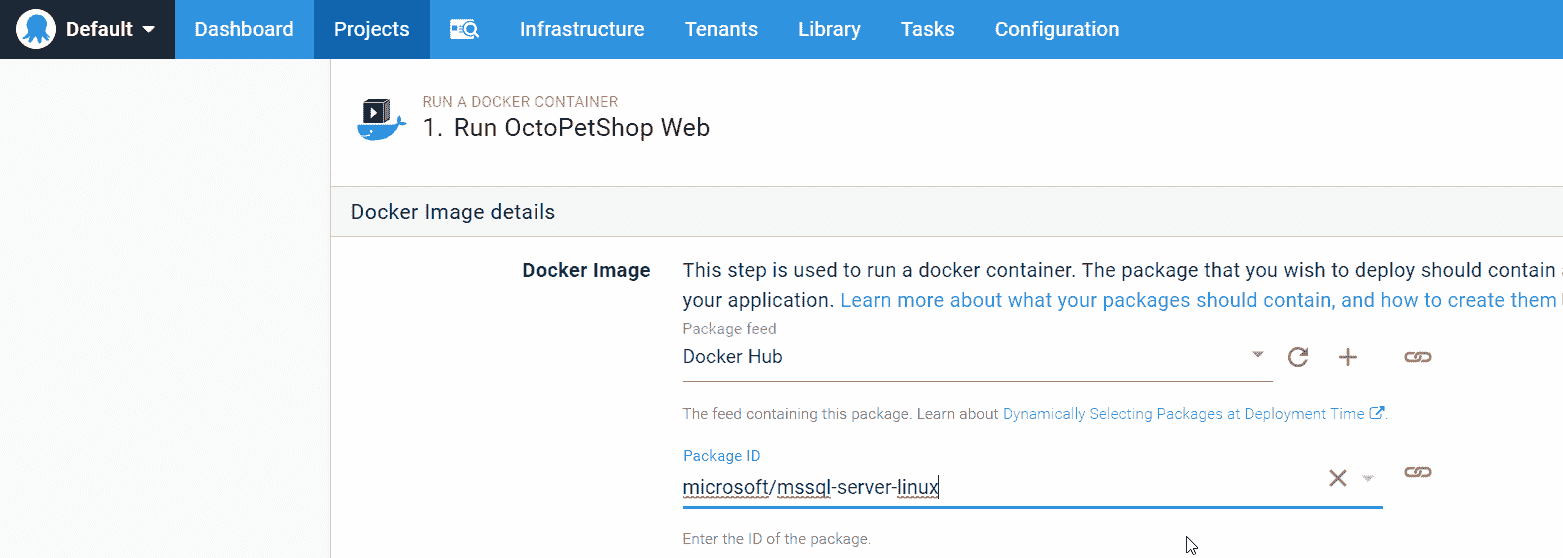 Default Dashboard Projects Infrastructure Tenants Library Tasks Configuration
RUN A DOCKER CONTAINER
1. Run OctoPetShop Web
Docker Image details
Docker Image This step is used to run a docker container. The package that you wish to deploy should contain
your application. Learn more about what your packages should contain, and how to create them
Package feed
Docker Hub
The feed containing this package. Learn about Dynamically Selecting Packages at Deployment Time.
Package ID
microsoft/mssql-server-linux
Enter the ID of the package.